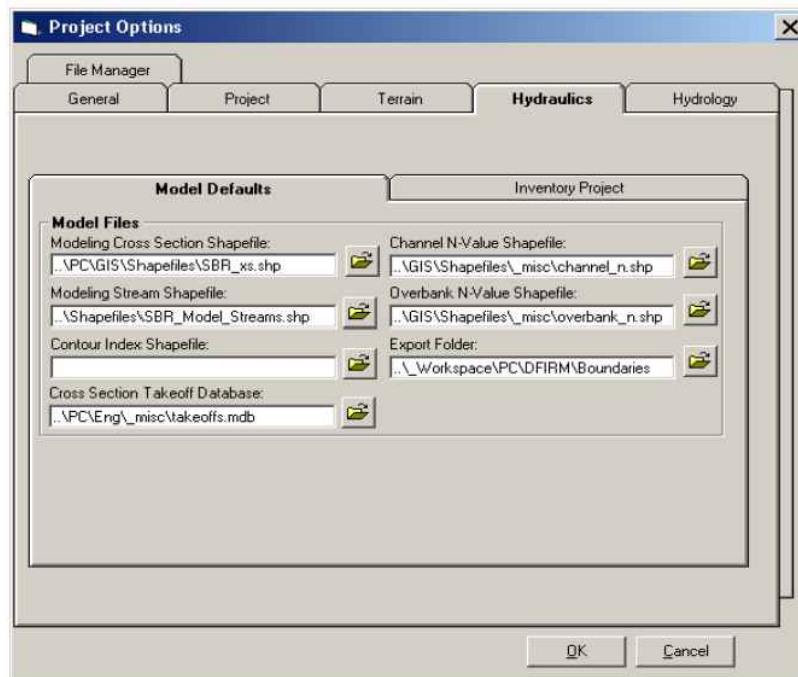 Project Options
File Manager
General Project Terrain Hydraulics Hydrology
Model Defaults Inventory Project
Model Files
Modeling Cross Section Shapefile:
..\PC\GIS\Shapefiles\SBR_xs.shp
Modeling Stream Shapefile:
..\Shapefiles\SBR_Model_Streams.shp
Contour Index Shapefile:
Cross Section Takeoff Database:
..\PC\Eng\_misc\takeoffs.mdb
Channel N-Value Shapefile:
..\GIS\Shapefiles\_misc\channel_n.shp
Overbank N-Value Shapefile:
..\GIS\Shapefiles\_misc\overbank_n.shp
Export Folder:
..\_Workspace\PC\DFIRM\Boundaries
OK Cancel